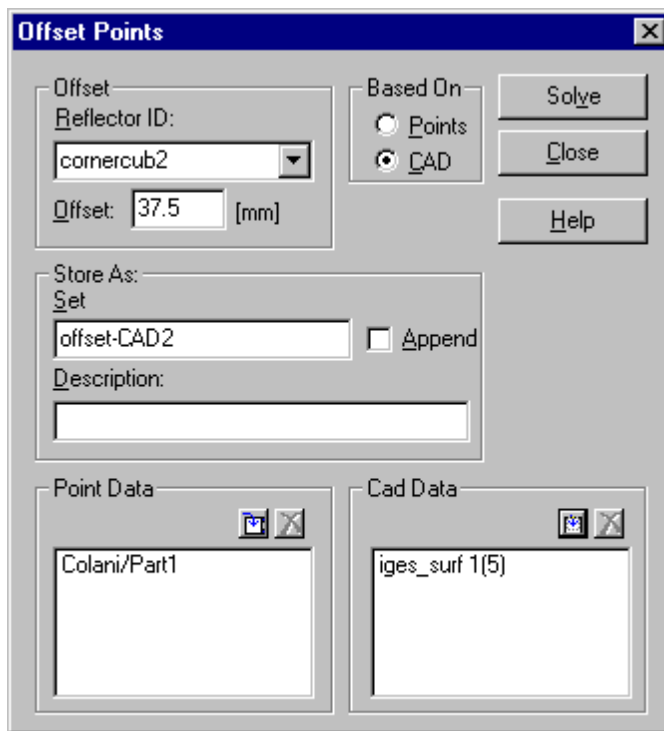 Offset Points
Offset
Reflector ID:
cornercub2
Offset: 37.5 [mm]
Based On
Points
CAD
Solve
Close
Help
Store As:
Set
offset-CAD2
Append
Description:
Point Data
Colani/Part1
Cad Data
iges_surf 1(5)